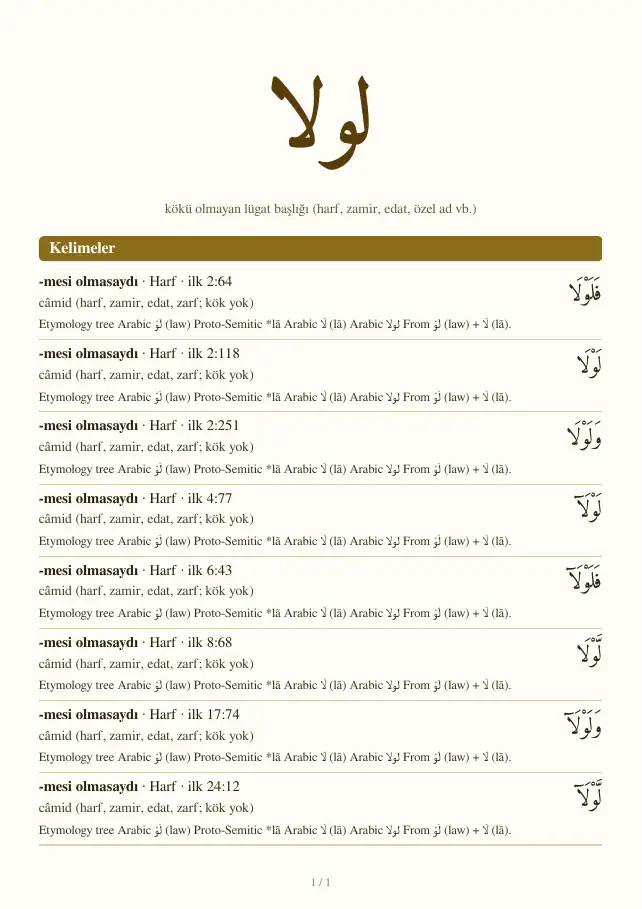 لولا
kökü olmayan lügat başlığı (harf, zamir, edat, özel ad vb.)
Kelimeler
-mesi olmasaydı · Harf · ilk 2:64 فَلَوْلَا
câmid (harf, zamir, edat, zarf; kök yok)
Etymology tree Arabic لَوْ (law) Proto-Semitic *lā Arabic لَا (lā) Arabic لولا From لَوْ (law) + لَا (lā).
-mesi olmasaydı · Harf · ilk 2:118 لَوْلَا
câmid (harf, zamir, edat, zarf; kök yok)
Etymology tree Arabic لَوْ (law) Proto-Semitic *lā Arabic لَا (lā) Arabic لولا From لَوْ (law) + لَا (lā).
-mesi olmasaydı · Harf · ilk 2:251 وَلَوْلَا
câmid (harf, zamir, edat, zarf; kök yok)
Etymology tree Arabic لَوْ (law) Proto-Semitic *lā Arabic لَا (lā) Arabic لولا From لَوْ (law) + لَا (lā).
-mesi olmasaydı · Harf · ilk 4:77 لَوْلَآ
câmid (harf, zamir, edat, zarf; kök yok)
Etymology tree Arabic لَوْ (law) Proto-Semitic *lā Arabic لَا (lā) Arabic لولا From لَوْ (law) + لَا (lā).
-mesi olmasaydı · Harf · ilk 6:43 فَلَوْلَآ
câmid (harf, zamir, edat, zarf; kök yok)
Etymology tree Arabic لَوْ (law) Proto-Semitic *lā Arabic لَا (lā) Arabic لولا From لَوْ (law) + لَا (lā).
-mesi olmasaydı · Harf · ilk 8:68 لَّوْلَا
câmid (harf, zamir, edat, zarf; kök yok)
Etymology tree Arabic لَوْ (law) Proto-Semitic *lā Arabic لَا (lā) Arabic لولا From لَوْ (law) + لَا (lā).
-mesi olmasaydı · Harf · ilk 17:74 وَلَوْلَآ
câmid (harf, zamir, edat, zarf; kök yok)
Etymology tree Arabic لَوْ (law) Proto-Semitic *lā Arabic لَا (lā) Arabic لولا From لَوْ (law) + لَا (lā).
-mesi olmasaydı · Harf · ilk 24:12 لَّوْلَآ
câmid (harf, zamir, edat, zarf; kök yok)
Etymology tree Arabic لَوْ (law) Proto-Semitic *lā Arabic لَا (lā) Arabic لولا From لَوْ (law) + لَا (lā).
1 / 1